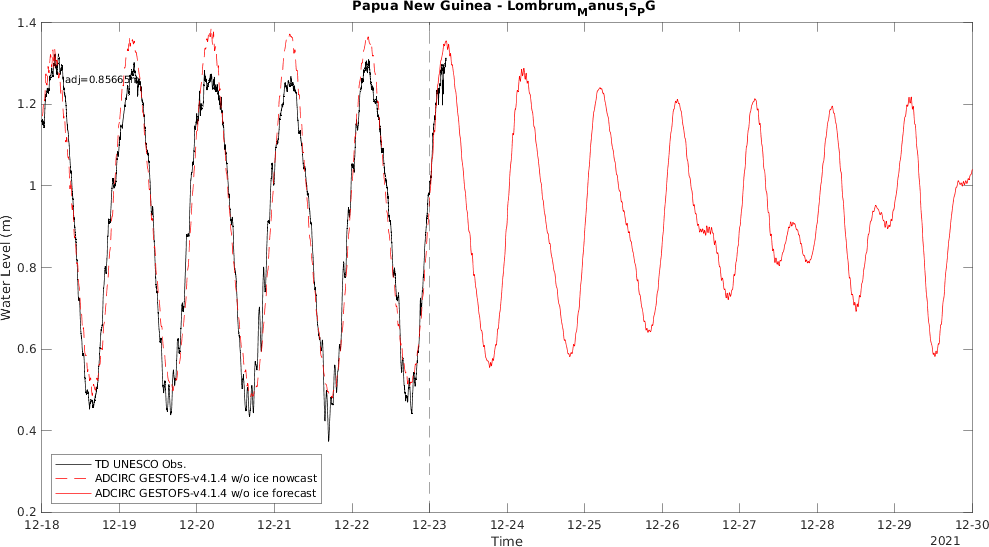 Papua New Guinea - LombrumManusIsPG
1.4
1.2
1
0.8
0.6
0.4
0.2
Water Level (m)
adj=0.85665m
TD UNESCO Obs.
ADCIRC GESTOFS-v4.1.4 w/o ice nowcast
ADCIRC GESTOFS-v4.1.4 w/o ice forecast
12-18 12-19 12-20 12-21 12-22 12-23 12-24 12-25 12-26 12-27 12-28 12-29 12-30
Time
2021